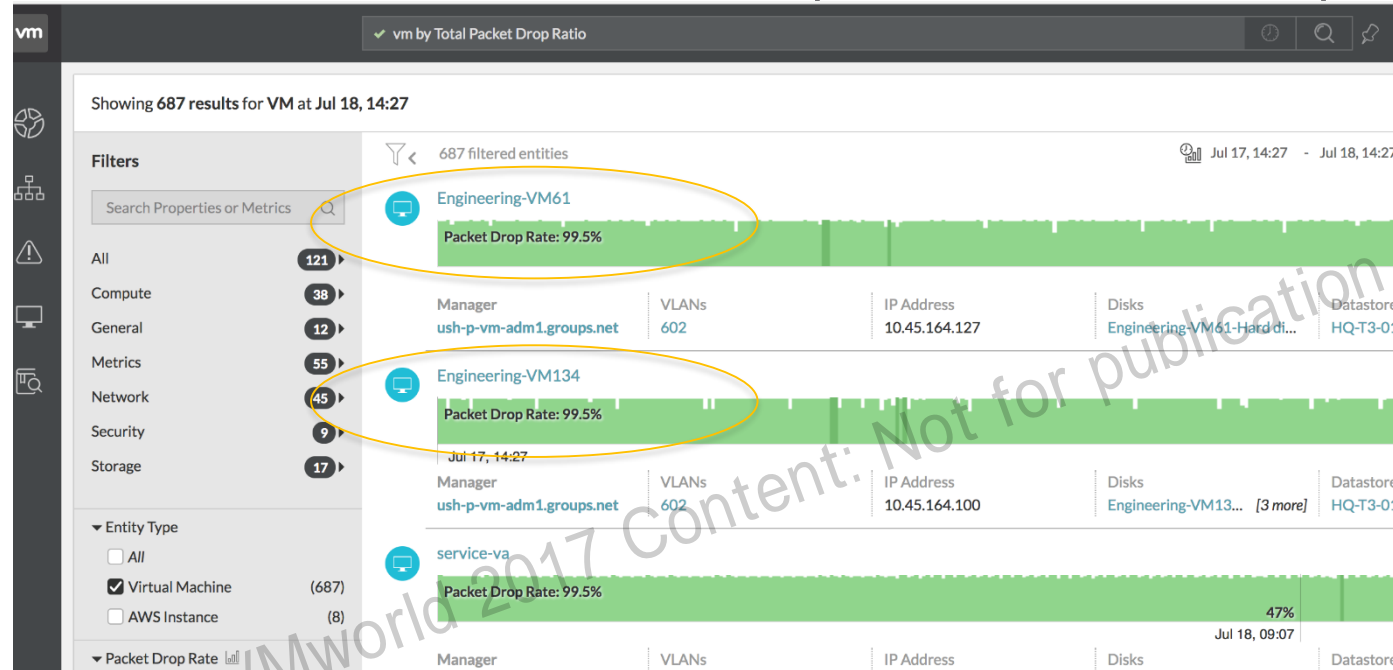 vm
vm by Total Packet Drop Ratio
Showing 687 results for VM at Jul 18, 14:27
Filters
Search Properties or Metrics
All 121
Compute 38
General 12
Metrics 55
Network 45
Security 9
Storage 17
Entity Type
All
Virtual Machine (687)
AWS Instance (8)
Packet Drop Rate
687 filtered entities
Jul 17, 14:27 - Jul 18, 14:27
Engineering-VM61
Packet Drop Rate: 99.5%
Manager VLANs IP Address Disks Datastore
ush-p-vm-adm1.groups.net 602 10.45.164.127 Engineering-VM61-Hard di... HQ-T3-01
Engineering-VM134
Packet Drop Rate: 99.5%
Jul 17, 14:27
Manager VLANs IP Address Disks Datastore
ush-p-vm-adm1.groups.net 602 10.45.164.100 Engineering-VM13... [3 more] HQ-T3-01
service-va
Packet Drop Rate: 99.5%
47%
Jul 18, 09:07
Manager VLANs IP Address Disks Datastore
VMworld 2017 Content: Not for publication